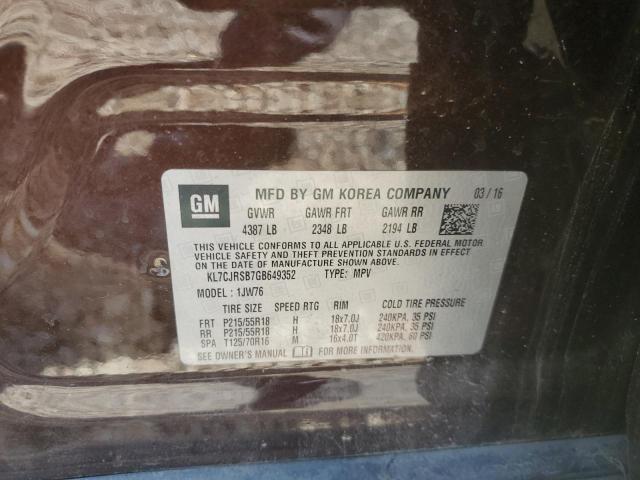 GM MFD BY GM KOREA COMPANY 03/16
GVWR GAWR FRT GAWR RR
4387 LB 2348 LB 2194 LB
THIS VEHICLE CONFORMS TO ALL APPLICABLE U.S. FEDERAL MOTOR
VEHICLE SAFETY AND THEFT PREVENTION STANDARDS IN EFFECT ON
THE DATE OF MANUFACTURE SHOWN ABOVE.
KL7CJRSB7GB649352 TYPE: MPV
MODEL: 1JW76
TIRE SIZE SPEED RTG RIM COLD TIRE PRESSURE
FRT P215/55R18 H 18x7.0J 240KPA, 35 PSI
RR P215/55R18 H 18x7.0J 240KPA, 35 PSI
SPA T125/70R16 M 16x4.0T 420KPA, 60 PSI
SEE OWNER'S MANUAL FOR MORE INFORMATION.